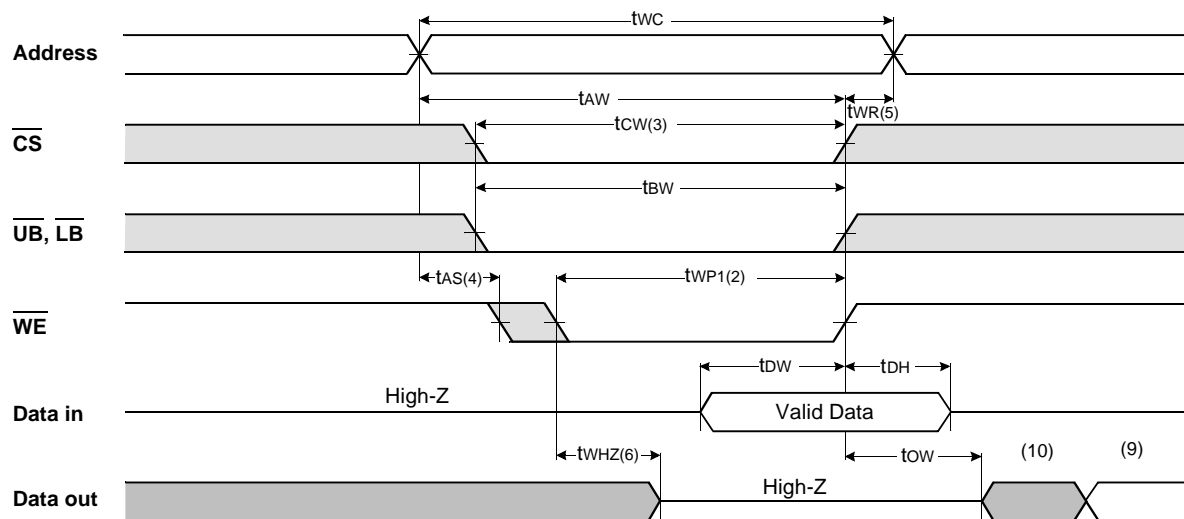 tWC
Address
tAW
tWR(5)
tCW(3)
CS
tBW
UB, LB
tAS(4)
tWP1(2)
WE
tDW
tDH
High-Z
Data in
Valid Data
tWHZ(6)
tOW
(10)
(9)
High-Z
Data out